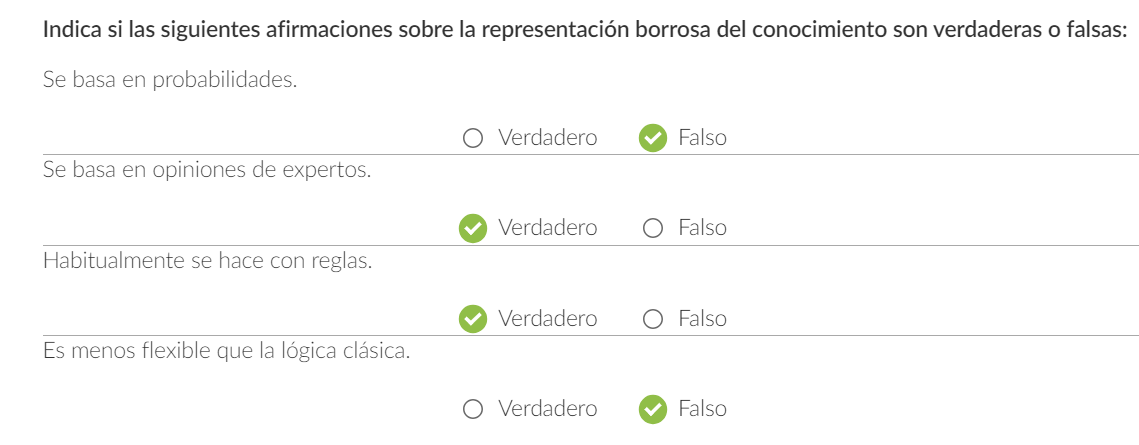 Indica si las siguientes afirmaciones sobre la representación borrosa del conocimiento son verdaderas o falsas:
Se basa en probabilidades.
Verdadero Falso
Se basa en opiniones de expertos.
Verdadero Falso
Habitualmente se hace con reglas.
Verdadero Falso
Es menos flexible que la lógica clásica.
Verdadero Falso